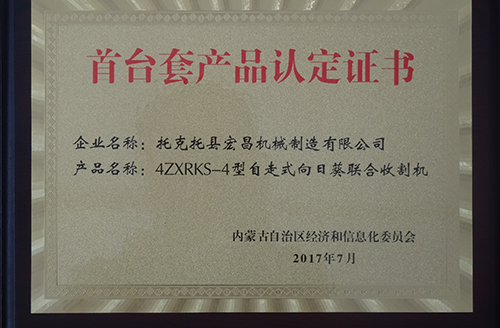 首台套产品认定证书
企业名称：托克托县宏昌机械制造有限公司
产品名称：4ZXRKS-4型自走式向日葵联合收割机
内蒙古自治区经济和信息化委员会
2017年7月